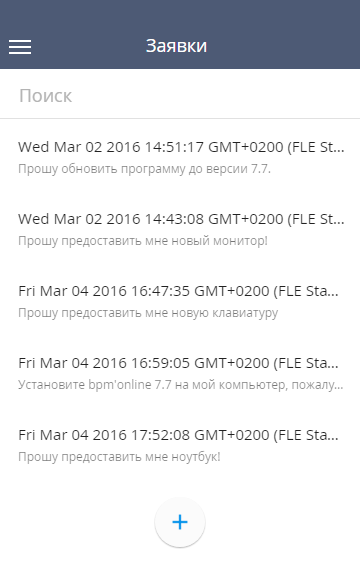 Заявки
Поиск
Wed Mar 02 2016 14:51:17 GMT+0200 (FLE St...
Прошу обновить программу до версии 7.7.
Wed Mar 02 2016 14:43:08 GMT+0200 (FLE St...
Прошу предоставить мне новый монитор!
Fri Mar 04 2016 16:47:35 GMT+0200 (FLE Sta...
Прошу предоставить мне новую клавиатуру
Fri Mar 04 2016 16:59:05 GMT+0200 (FLE Sta...
Установите bpm'online 7.7 на мой компьютер, пожалу...
Fri Mar 04 2016 17:52:08 GMT+0200 (FLE Sta...
Прошу предоставить мне ноутбук!